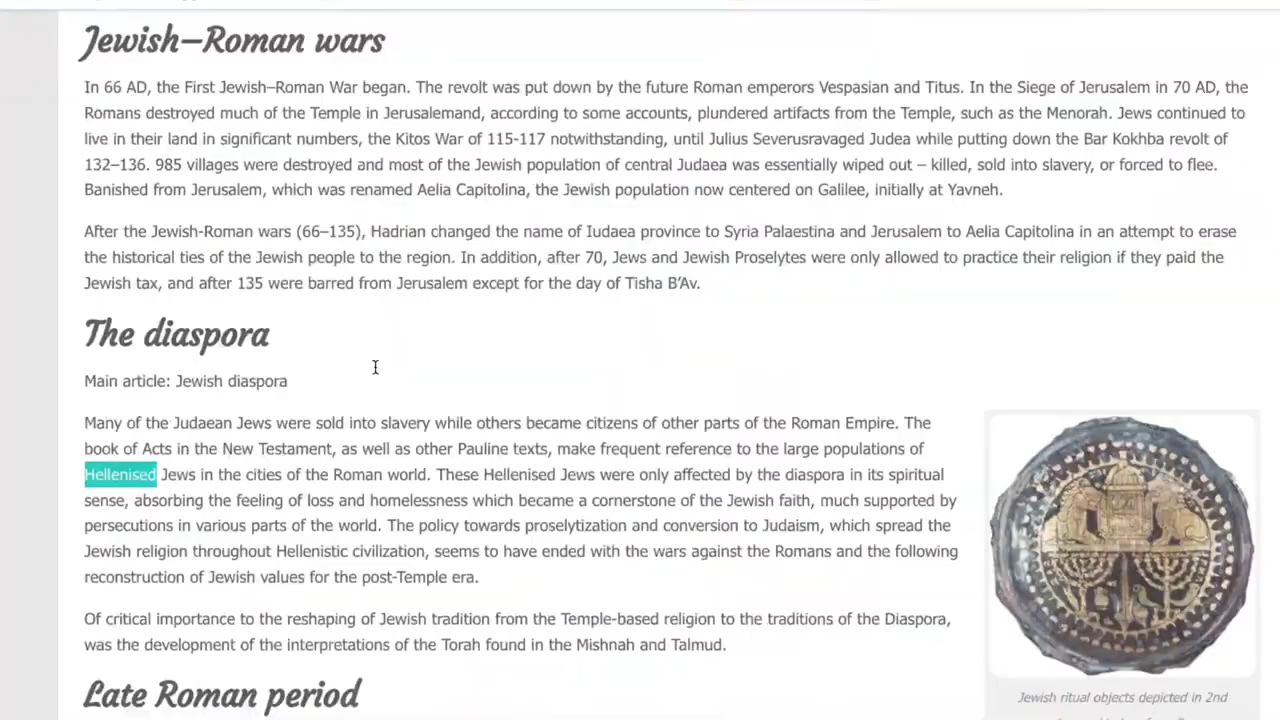 Jewish–Roman wars
In 66 AD, the First Jewish–Roman War began. The revolt was put down by the future Roman emperors Vespasian and Titus. In the Siege of Jerusalem in 70 AD, the
Romans destroyed much of the Temple in Jerusalemand, according to some accounts, plundered artifacts from the Temple, such as the Menorah. Jews continued to
live in their land in significant numbers, the Kitos War of 115-117 notwithstanding, until Julius Severusravaged Judea while putting down the Bar Kokhba revolt of
132–136. 985 villages were destroyed and most of the Jewish population of central Judaea was essentially wiped out – killed, sold into slavery, or forced to flee.
Banished from Jerusalem, which was renamed Aelia Capitolina, the Jewish population now centered on Galilee, initially at Yavneh.
After the Jewish-Roman wars (66–135), Hadrian changed the name of Iudaea province to Syria Palaestina and Jerusalem to Aelia Capitolina in an attempt to erase
the historical ties of the Jewish people to the region. In addition, after 70, Jews and Jewish Proselytes were only allowed to practice their religion if they paid the
Jewish tax, and after 135 were barred from Jerusalem except for the day of Tisha B’Av.
The diaspora
Main article: Jewish diaspora
Many of the Judaean Jews were sold into slavery while others became citizens of other parts of the Roman Empire. The
book of Acts in the New Testament, as well as other Pauline texts, make frequent reference to the large populations of
Hellenised Jews in the cities of the Roman world. These Hellenised Jews were only affected by the diaspora in its spiritual
sense, absorbing the feeling of loss and homelessness which became a cornerstone of the Jewish faith, much supported by
persecutions in various parts of the world. The policy towards proselytization and conversion to Judaism, which spread the
Jewish religion throughout Hellenistic civilization, seems to have ended with the wars against the Romans and the following
reconstruction of Jewish values for the post-Temple era.
Of critical importance to the reshaping of Jewish tradition from the Temple-based religion to the traditions of the Diaspora,
was the development of the interpretations of the Torah found in the Mishnah and Talmud.
Late Roman period
Jewish ritual objects depicted in 2nd